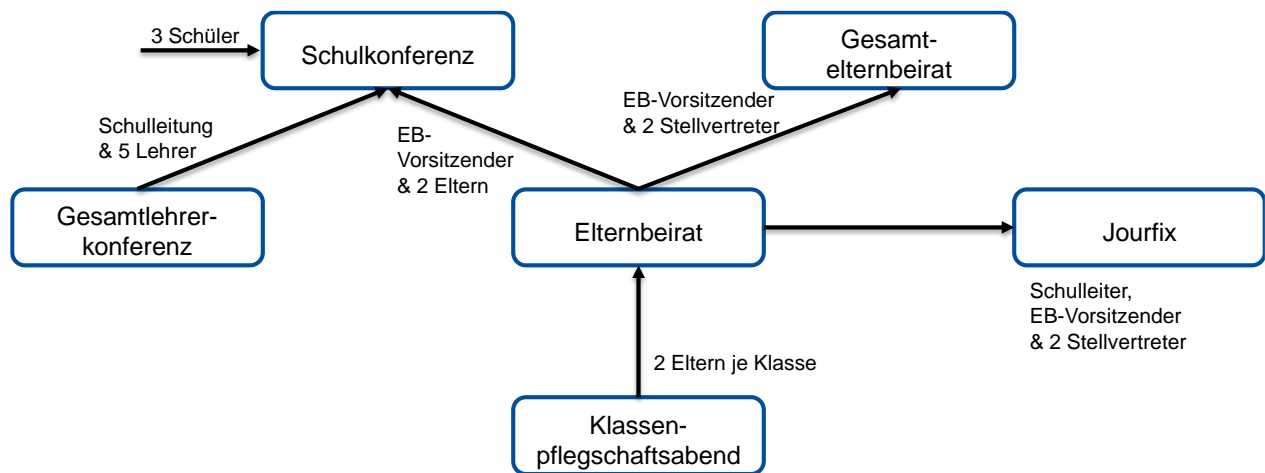 3 Schüler
Schulkonferenz
Gesamt-
elternbeirat
Schulleitung
& 5 Lehrer
EB-
Vorsitzender
& 2 Eltern
EB-Vorsitzender
& 2 Stellvertreter
Gesamtlehrer-
konferenz
Elternbeirat
Jourfix
Schulleiter,
EB-Vorsitzender
& 2 Stellvertreter
2 Eltern je Klasse
Klassen-
pflegschaftsabend